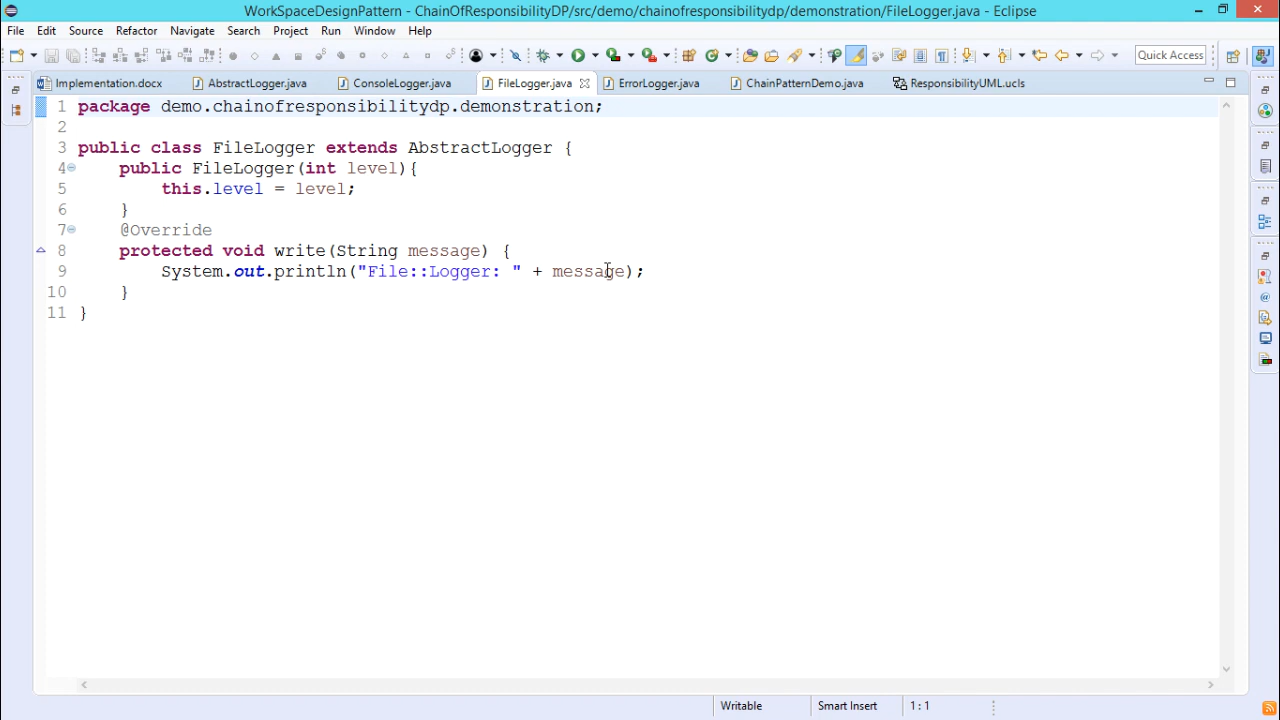 WorkSpaceDesignPattern - ChainOfResponsibilityDP/src/demo/chainofresponsibilitydp/demonstration/FileLogger.java - Eclipse
File Edit Source Refactor Navigate Search Project Run Window Help
Quick Access
Implementation.docx AbstractLogger.java ConsoleLogger.java FileLogger.java ErrorLogger.java ChainPatternDemo.java ResponsibilityUML.ucls
1 package demo.chainofresponsibilitydp.demonstration;
2
3 public class FileLogger extends AbstractLogger {
4 public FileLogger(int level){
5 this.level = level;
6 }
7 @Override
8 protected void write(String message) {
9 System.out.println("File::Logger: " + message);
10 }
11 }
Writable Smart Insert 1 : 1